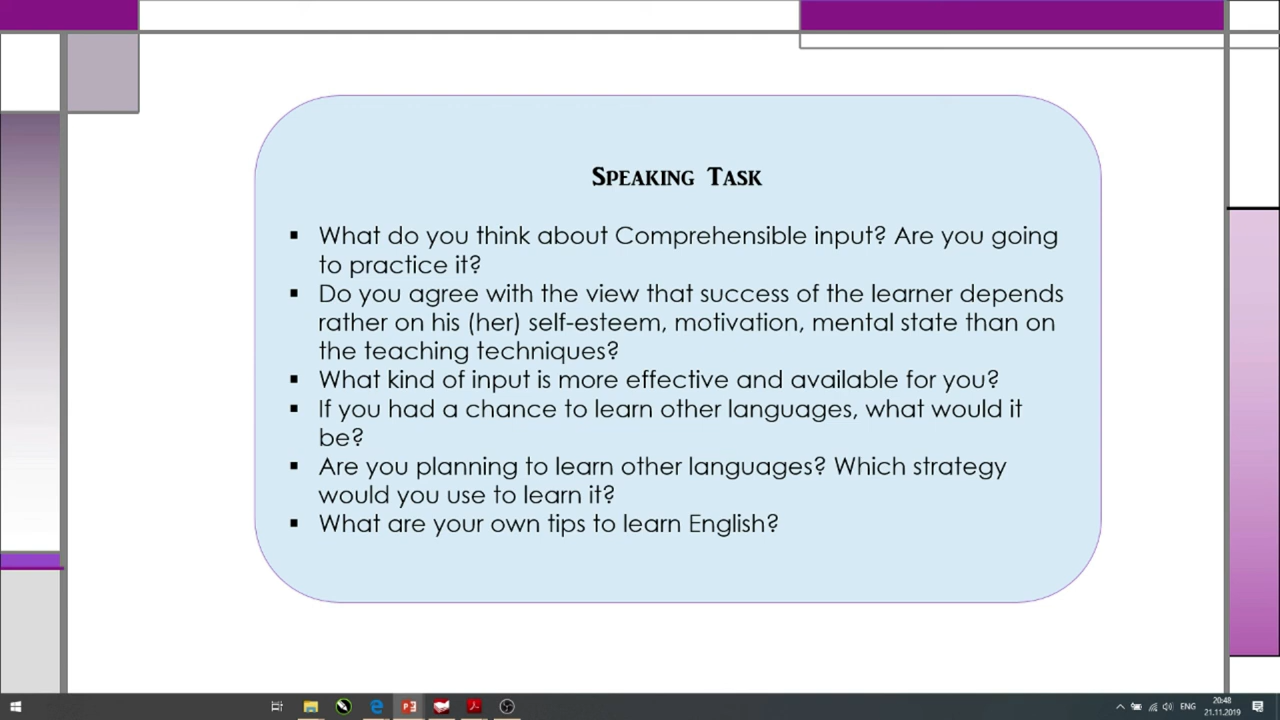 Speaking Task
▪ What do you think about Comprehensible input? Are you going
to practice it?
▪ Do you agree with the view that success of the learner depends
rather on his (her) self-esteem, motivation, mental state than on
the teaching techniques?
▪ What kind of input is more effective and available for you?
▪ If you had a chance to learn other languages, what would it
be?
▪ Are you planning to learn other languages? Which strategy
would you use to learn it?
▪ What are your own tips to learn English?
ENG
20:48
21.11.2019